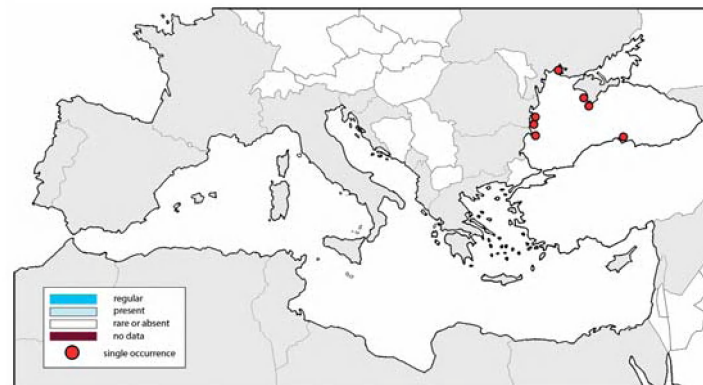 regular
present
rare or absent
no data
single occurrence